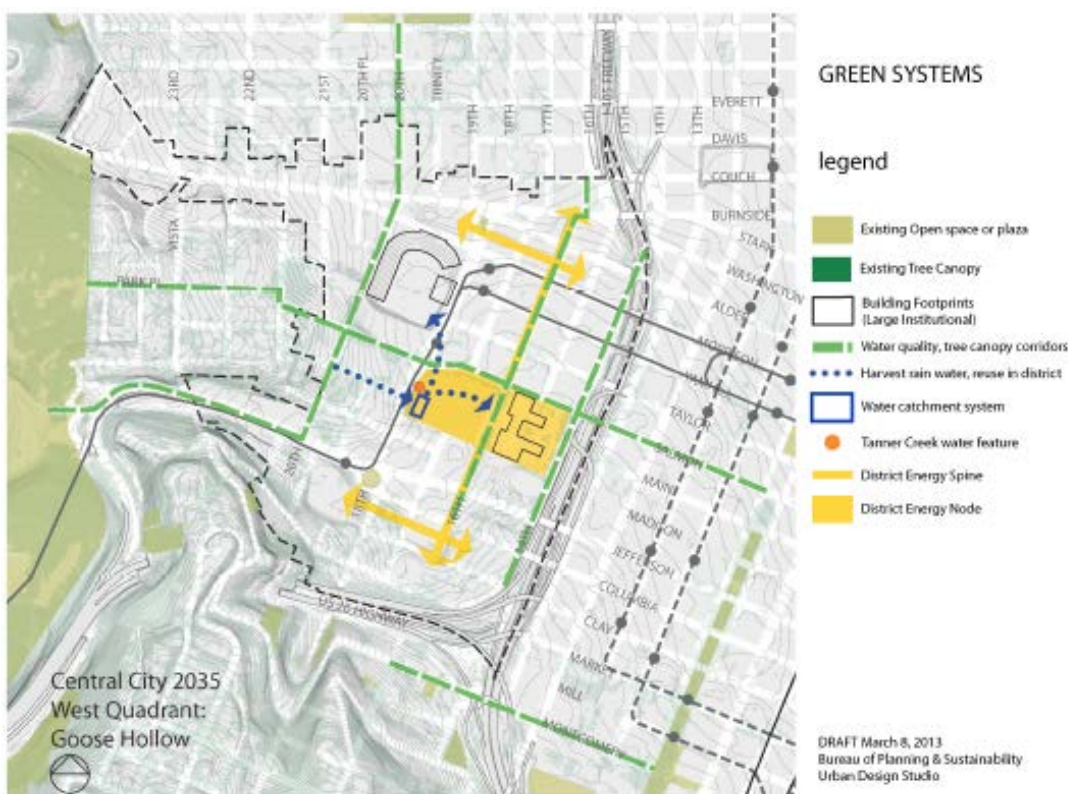 GREEN SYSTEMS
legend
Existing Open space or plaza
Existing Tree Canopy
Building Footprints
(Large Institutional)
Water quality, tree canopy corridors
Harvest rain water, reuse in district
Water catchment system
Tanner Creek water feature
District Energy Spine
District Energy Node
23RD
22ND
21ST
20TH PL
20TH
TRINITY
19TH
18TH
17TH
16TH
I-405 FREEWAY
15TH
14TH
13TH
EVERETT
DAVIS
COUCH
BURNSIDE
STARK
WASHINGTON
ALDER
MORRISON
YAMHILL
TAYLOR
SALMON
MAIN
MADISON
JEFFERSON
COLUMBIA
CLAY
MARKET
MILL
MONTGOMERY
VISTA
PARK PL
20TH
18TH
US 26 HIGHWAY
Central City 2035
West Quadrant:
Goose Hollow
DRAFT March 8, 2013
Bureau of Planning & Sustainability
Urban Design Studio